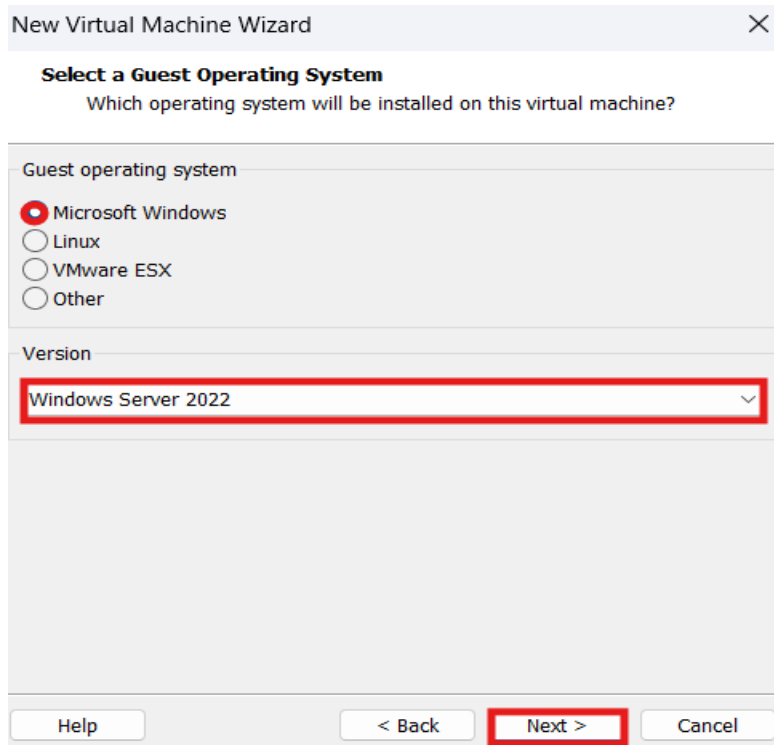 New Virtual Machine Wizard
Select a Guest Operating System
Which operating system will be installed on this virtual machine?
Guest operating system
Microsoft Windows
Linux
VMware ESX
Other
Version
Windows Server 2022
Help < Back Next > Cancel